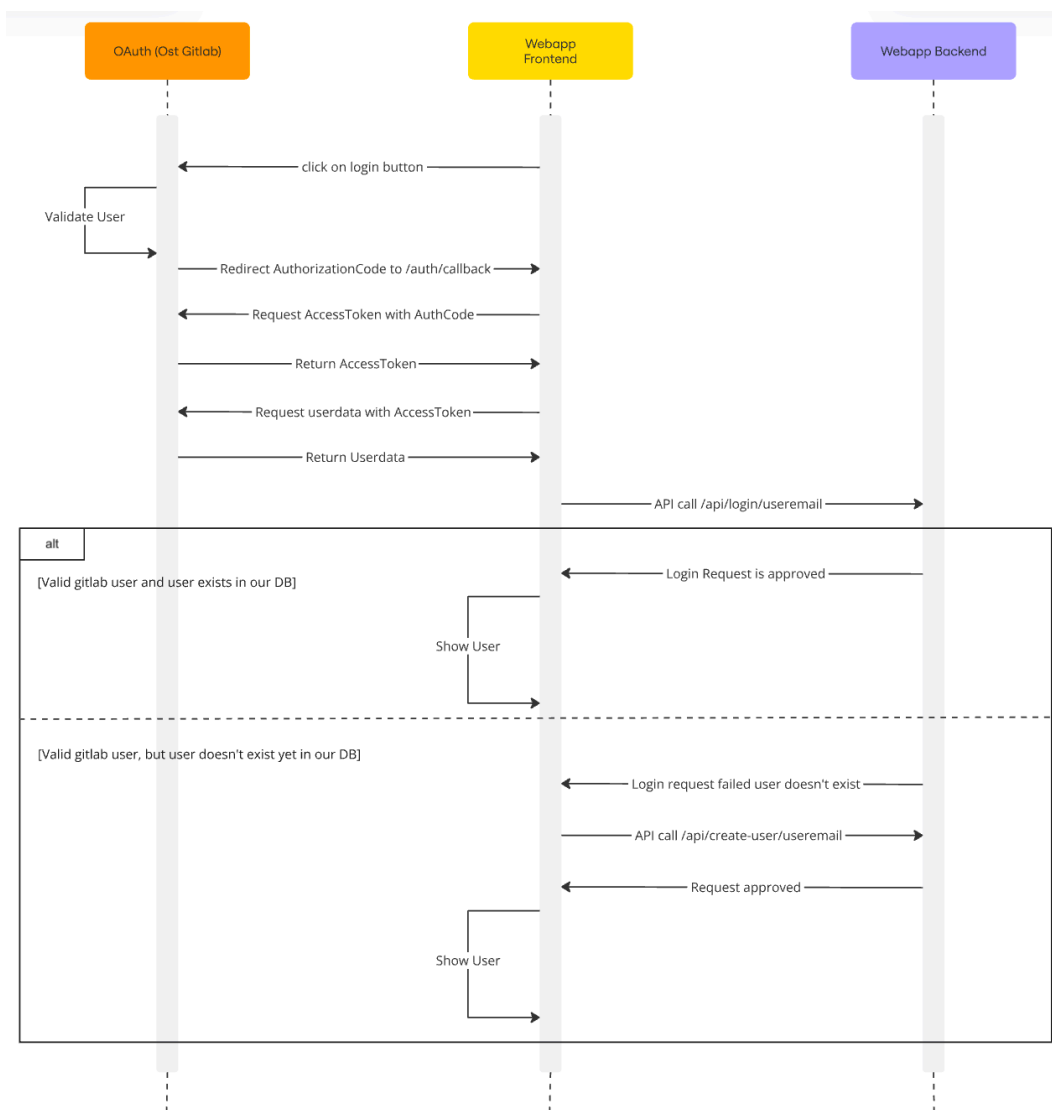 OAuth (Ost Gitlab)
Webapp
Frontend
Webapp Backend
click on login button
Validate User
Redirect AuthorizationCode to /auth/callback
Request AccessToken with AuthCode
Return AccessToken
Request userdata with AccessToken
Return Userdata
API call /api/login/useremail
alt
[Valid gitlab user and user exists in our DB]
Login Request is approved
Show User
[Valid gitlab user, but user doesn't exist yet in our DB]
Login request failed user doesn't exist
API call /api/create-user/useremail
Request approved
Show User